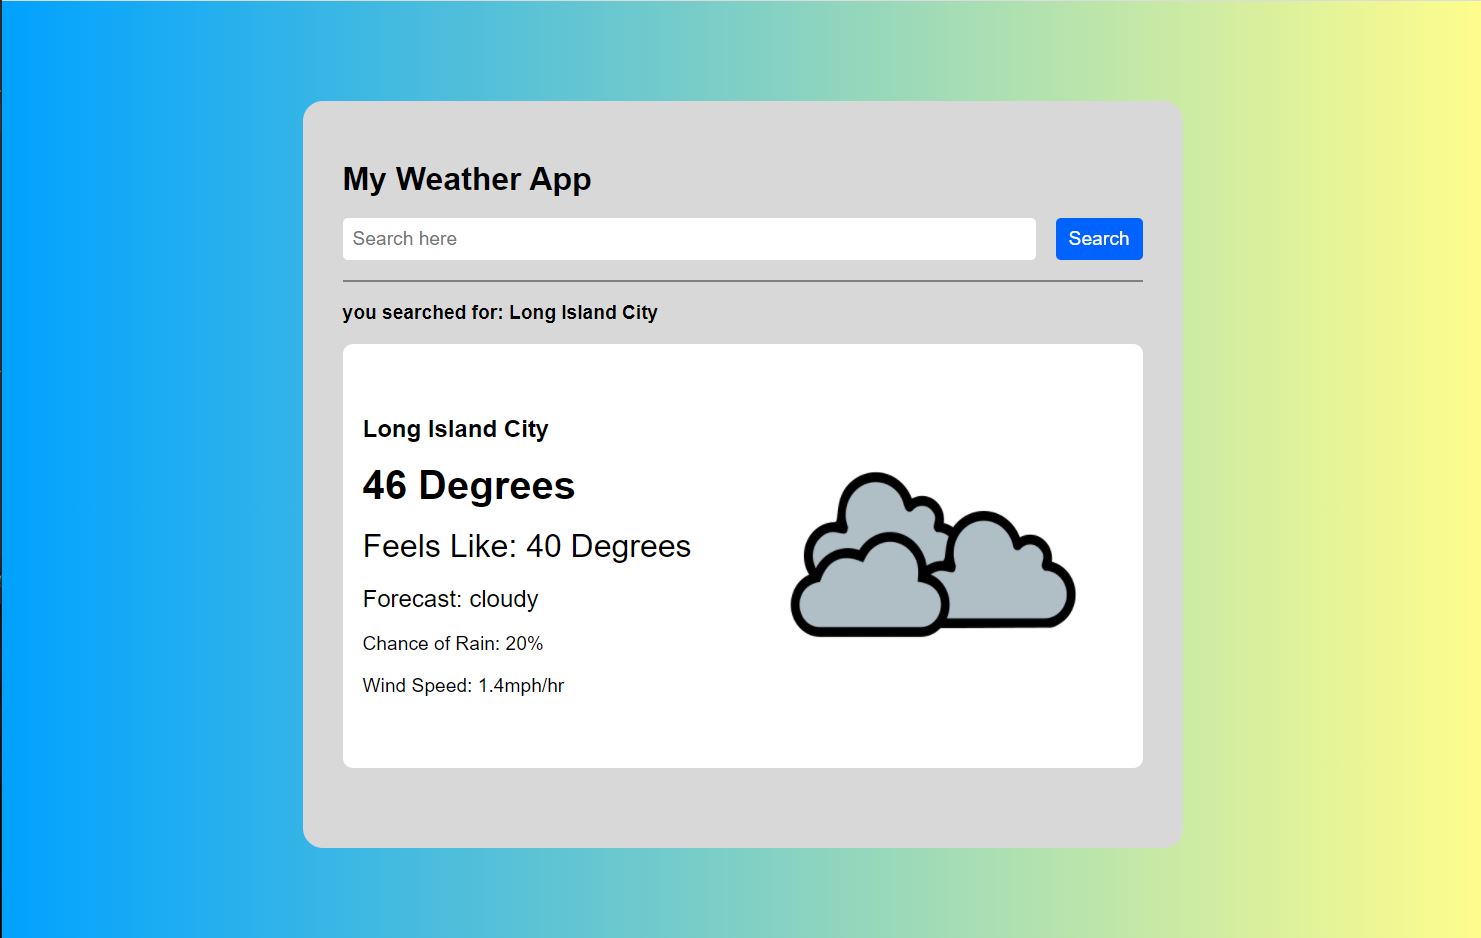 My Weather App
Search here
Search
you searched for: Long Island City
Long Island City
46 Degrees
Feels Like: 40 Degrees
Forecast: cloudy
Chance of Rain: 20%
Wind Speed: 1.4mph/hr